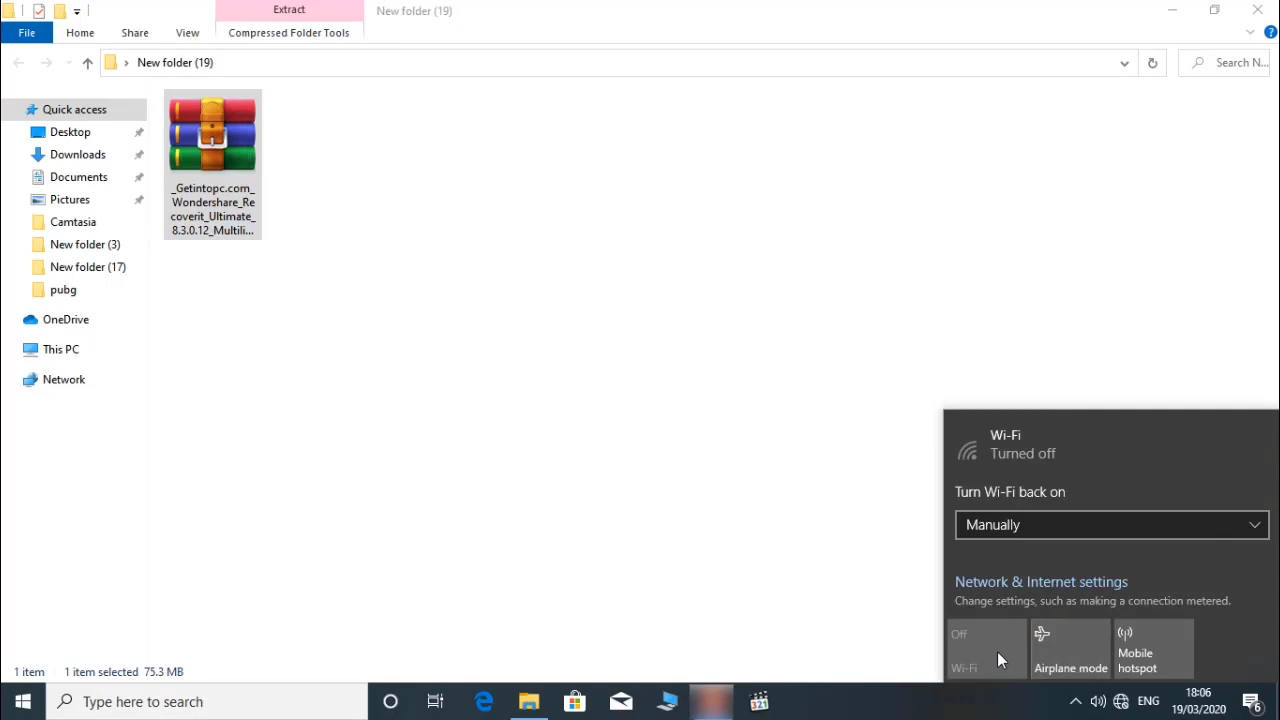 Extract
New folder (19)
File
Home
Share
View
Compressed Folder Tools
New folder (19)
Search N...
Quick access
Desktop
Downloads
Documents
Pictures
Camtasia
New folder (3)
New folder (17)
pubg
OneDrive
This PC
Network
_Getintopc.com_
Wondershare_Re
coverit_Ultimate_
8.3.0.12_Multili...
Wi-Fi
Turned off
Turn Wi-Fi back on
Manually
Network & Internet settings
Change settings, such as making a connection metered.
Off
Wi-Fi
Airplane mode
Mobile
hotspot
1 item
1 item selected 75.3 MB
Type here to search
321
ENG
18:06
19/03/2020
6